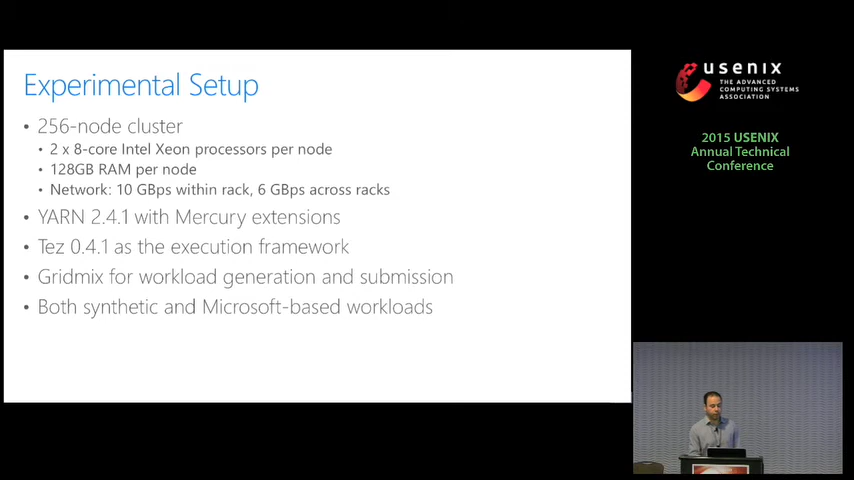 Experimental Setup
• 256-node cluster
• 2 x 8-core Intel Xeon processors per node
• 128GB RAM per node
• Network: 10 GBps within rack, 6 GBps across racks
• YARN 2.4.1 with Mercury extensions
• Tez 0.4.1 as the execution framework
• Gridmix for workload generation and submission
• Both synthetic and Microsoft-based workloads
usenix
THE ADVANCED
COMPUTING SYSTEMS
ASSOCIATION
2015 USENIX
Annual Technical
Conference